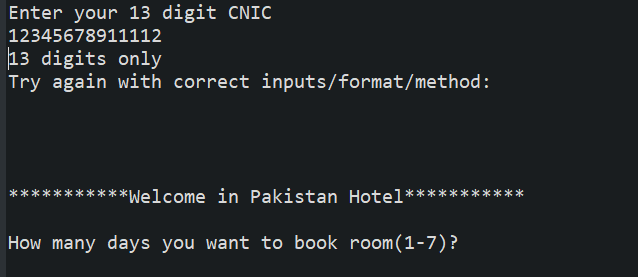 Enter your 13 digit CNIC
12345678911112
13 digits only
Try again with correct inputs/format/method:
***********Welcome in Pakistan Hotel***********
How many days you want to book room(1-7)?